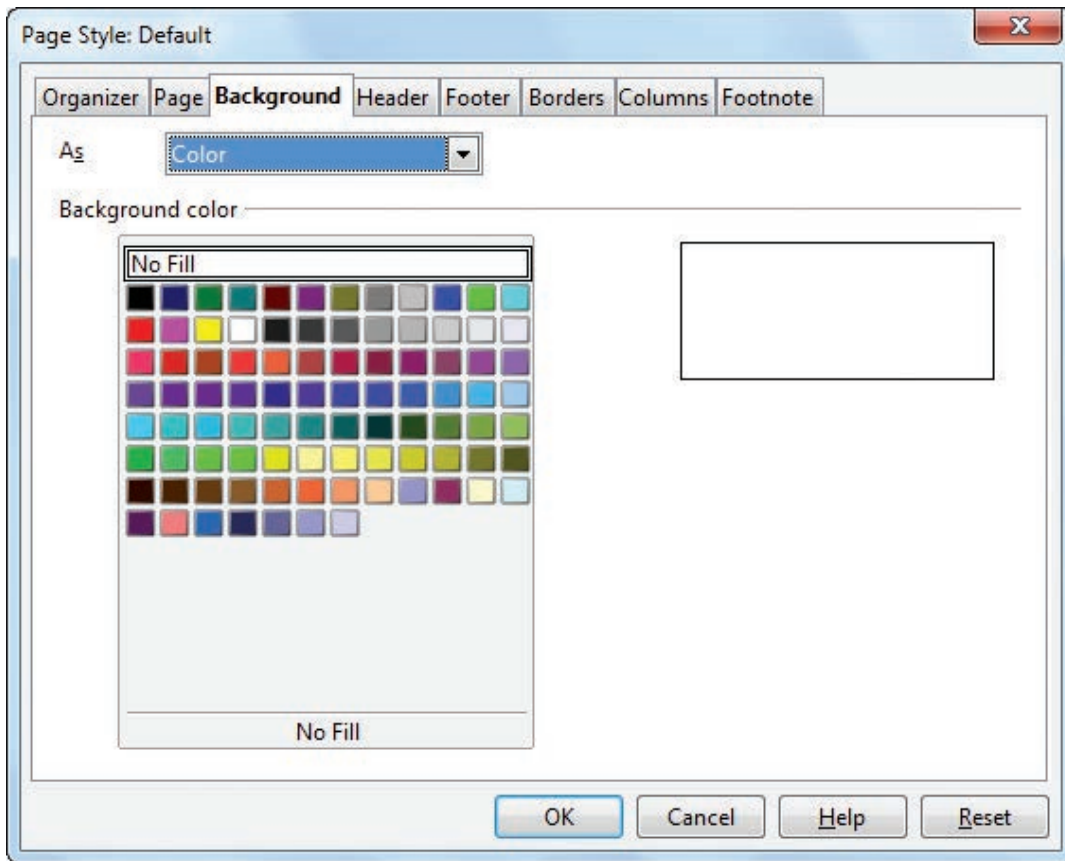 Page Style: Default
X
Organizer Page Background Header Footer Borders Columns Footnote
As Color
Background color
No Fill
No Fill
OK Cancel Help Reset